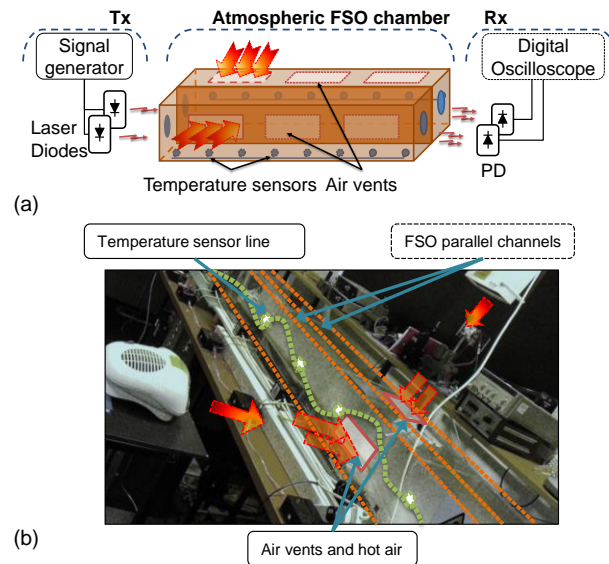 Tx
Atmospheric FSO chamber
Rx
Signal
generator
Digital
Oscilloscope
Laser
Diodes
PD
Temperature sensors Air vents
(a)
Temperature sensor line
FSO parallel channels
(b)
Air vents and hot air